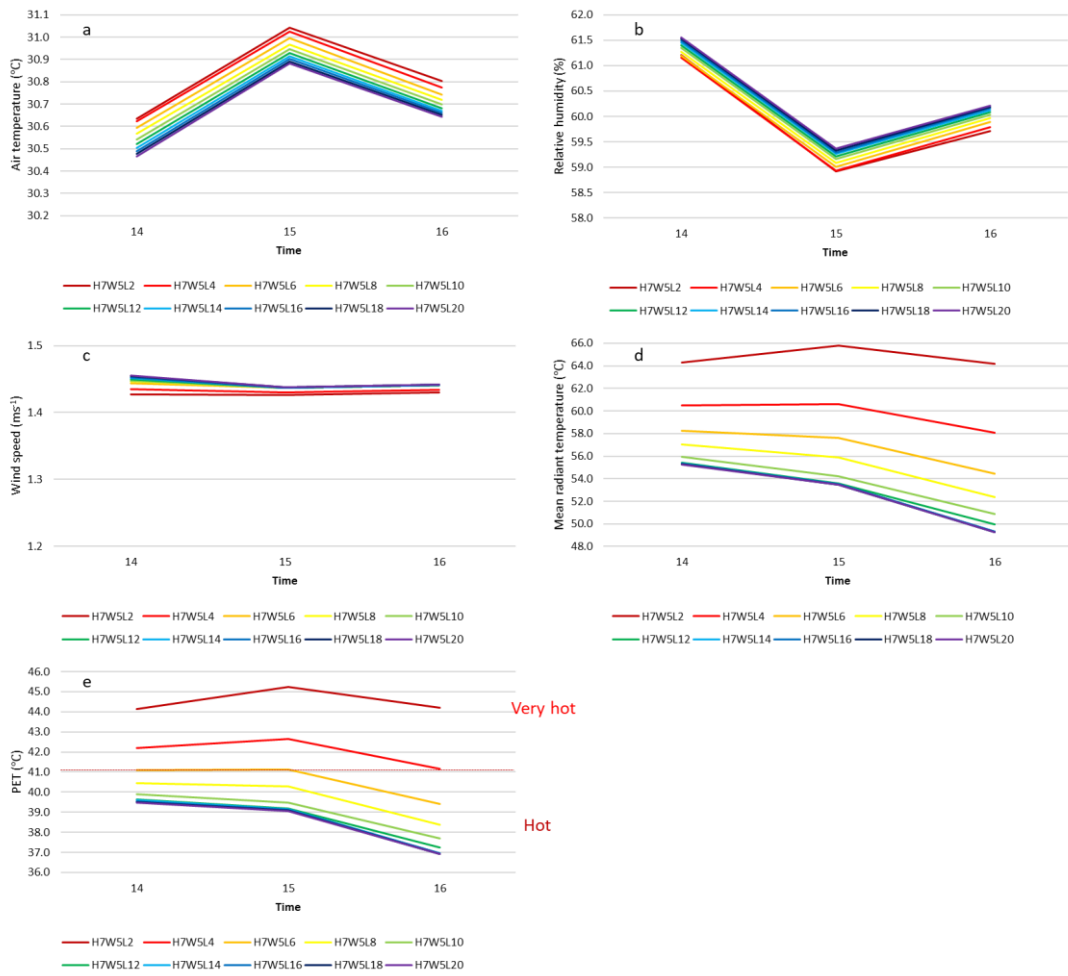 a
Air temperature (°C)
31.1
31.0
30.9
30.8
30.7
30.6
30.5
30.4
30.3
30.2
14 15 16
Time
H7W5L2 H7W5L4 H7W5L6 H7W5L8 H7W5L10
H7W5L12 H7W5L14 H7W5L16 H7W5L18 H7W5L20
b
Relative humidity (%)
62.0
61.5
61.0
60.5
60.0
59.5
59.0
58.5
58.0
14 15 16
Time
H7W5L2 H7W5L4 H7W5L6 H7W5L8 H7W5L10
H7W5L12 H7W5L14 H7W5L16 H7W5L18 H7W5L20
c
Wind speed (ms⁻¹)
1.5
1.4
1.3
1.2
14 15 16
Time
H7W5L2 H7W5L4 H7W5L6 H7W5L8 H7W5L10
H7W5L12 H7W5L14 H7W5L16 H7W5L18 H7W5L20
d
Mean radiant temperature (°C)
66.0
64.0
62.0
60.0
58.0
56.0
54.0
52.0
50.0
48.0
14 15 16
Time
H7W5L2 H7W5L4 H7W5L6 H7W5L8 H7W5L10
H7W5L12 H7W5L14 H7W5L16 H7W5L18 H7W5L20
e
PET (°C)
46.0
45.0
44.0
43.0
42.0
41.0
40.0
39.0
38.0
37.0
36.0
Very hot
Hot
14 15 16
Time
H7W5L2 H7W5L4 H7W5L6 H7W5L8 H7W5L10
H7W5L12 H7W5L14 H7W5L16 H7W5L18 H7W5L20